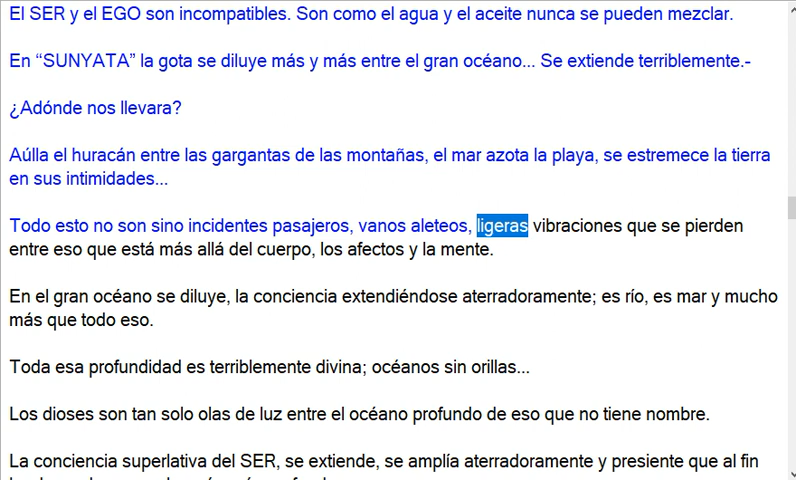 El SER y el EGO son incompatibles. Son como el agua y el aceite nunca se pueden mezclar.
En “SUNYATA” la gota se diluye más y más entre el gran océano... Se extiende terriblemente.-
¿Adónde nos llevara?
Aúlla el huracán entre las gargantas de las montañas, el mar azota la playa, se estremece la tierra
en sus intimidades...
Todo esto no son sino incidentes pasajeros, vanos aleteos, ligeras vibraciones que se pierden
entre eso que está más allá del cuerpo, los afectos y la mente.
En el gran océano se diluye, la conciencia extendiéndose aterradoramente; es río, es mar y mucho
más que todo eso.
Toda esa profundidad es terriblemente divina; océanos sin orillas...
Los dioses son tan solo olas de luz entre el océano profundo de eso que no tiene nombre.
La conciencia superlativa del SER, se extiende, se amplía aterradoramente y presiente que al fin